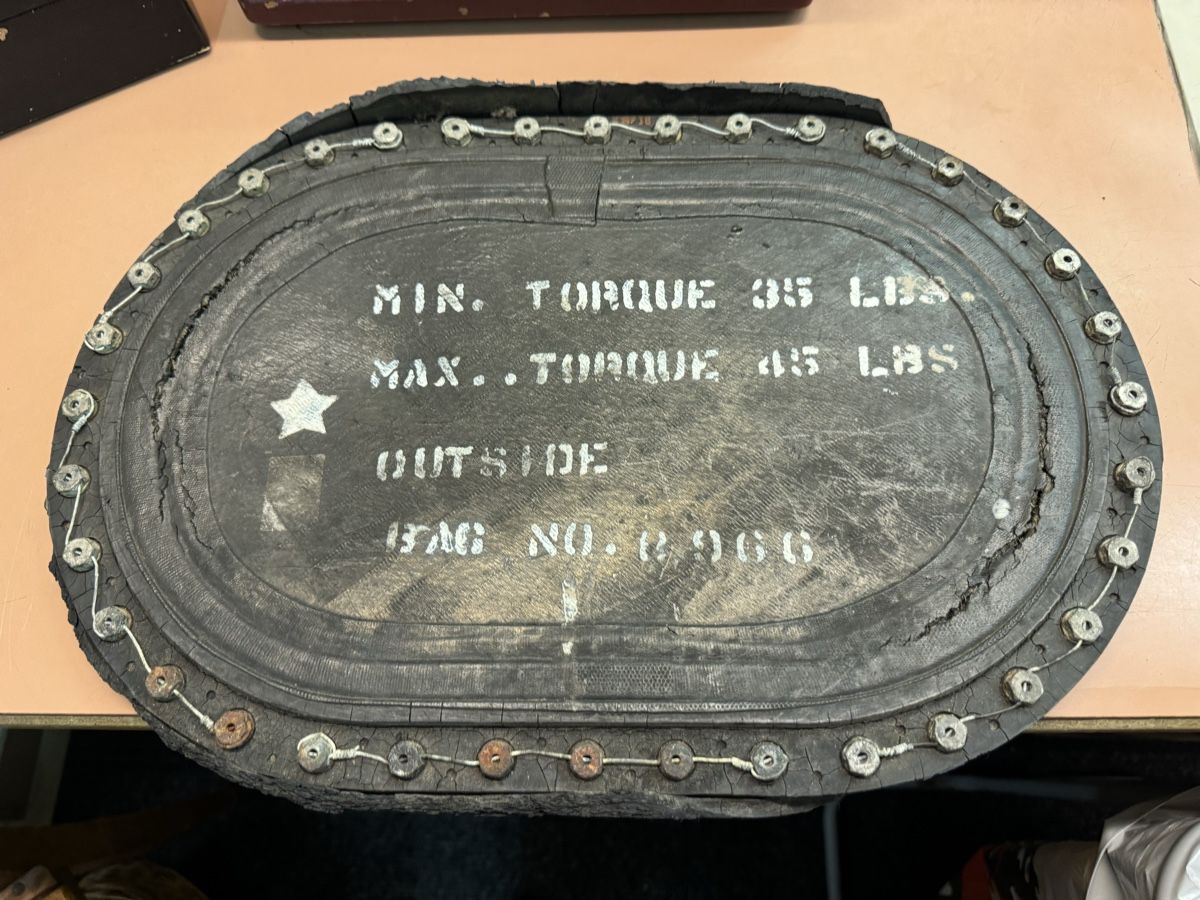 MIN. TORQUE 35 LBS.
MAX..TORQUE 45 LBS
OUTSIDE
BAG NO.